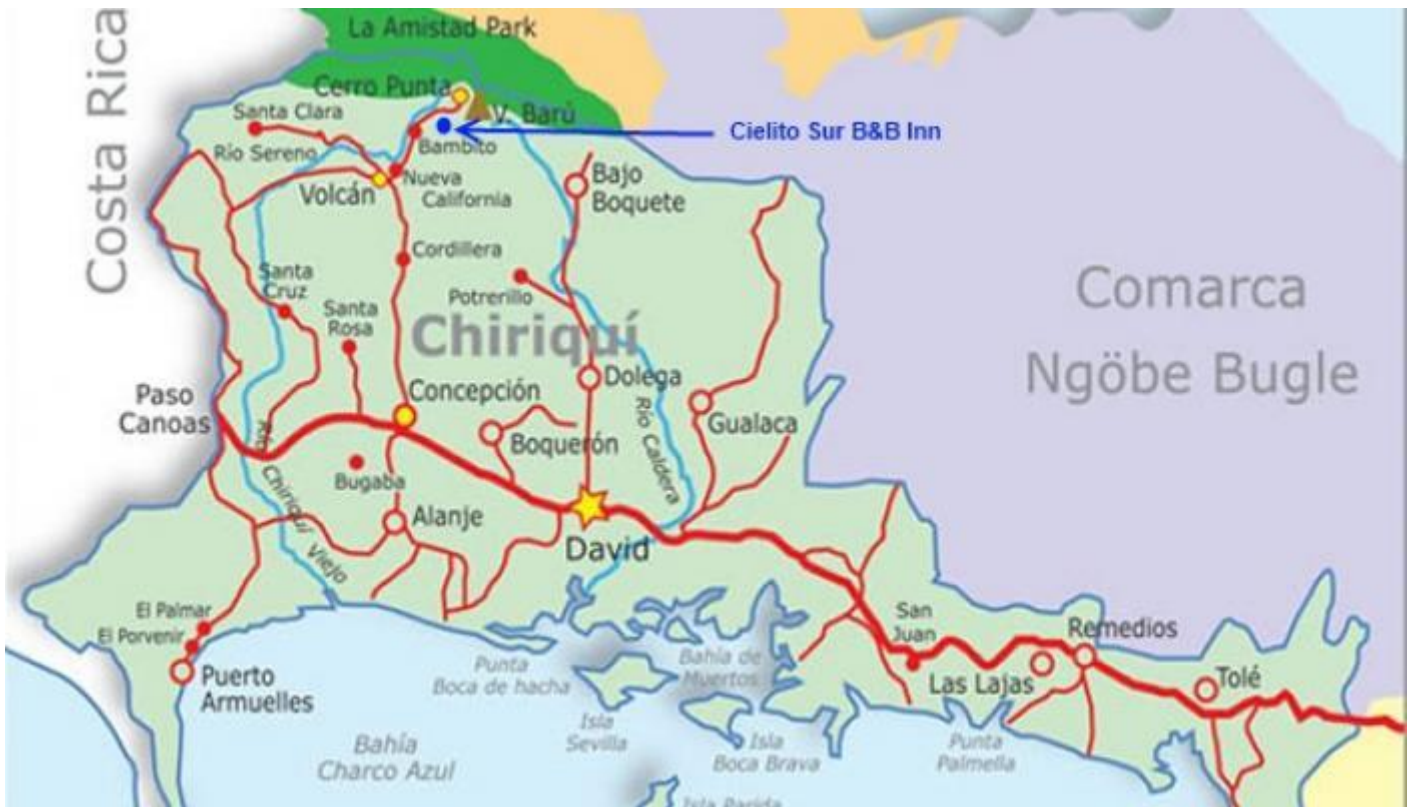 Costa Rica
La Amistad Park
Cerro Punta
V. Barú
Santa Clara
Cielito Sur B&B Inn
Río Sereno
Bambito
Nueva
California
Volcán
Bajo
Boquete
Cordillera
Santa
Cruz
Potrerillo
Santa
Rosa
Chiriquí
Comarca
Ngöbe Bugle
Paso
Canoas
Concepción
Dolega
Río Caldera
Gualaca
Boquerón
Río Chiriquí Viejo
Bugaba
Alanje
David
El Palmar
El Porvenir
Puerto
Armuelles
San
Juan
Remedios
Las Lajas
Tolé
Punta
Boca de hacha
Bahía de
Muertos
Isla
Sevilla
Isla
Boca Brava
Punta
Palmella
Bahía
Charco Azul
Isla Parida